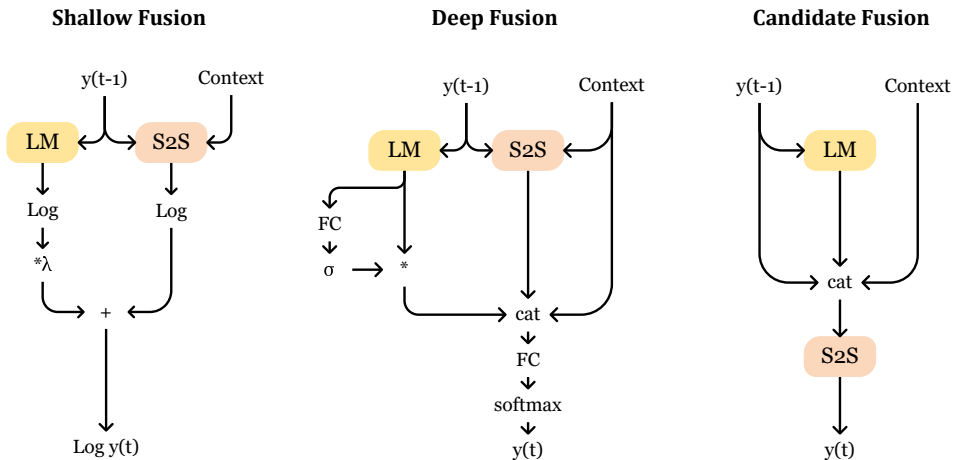 Shallow Fusion
y(t-1)
Context
LM
S2S
Log
Log
*λ
+
Log y(t)
Deep Fusion
y(t-1)
Context
LM
S2S
FC
σ
*
cat
FC
softmax
y(t)
Candidate Fusion
y(t-1)
Context
LM
cat
S2S
y(t)